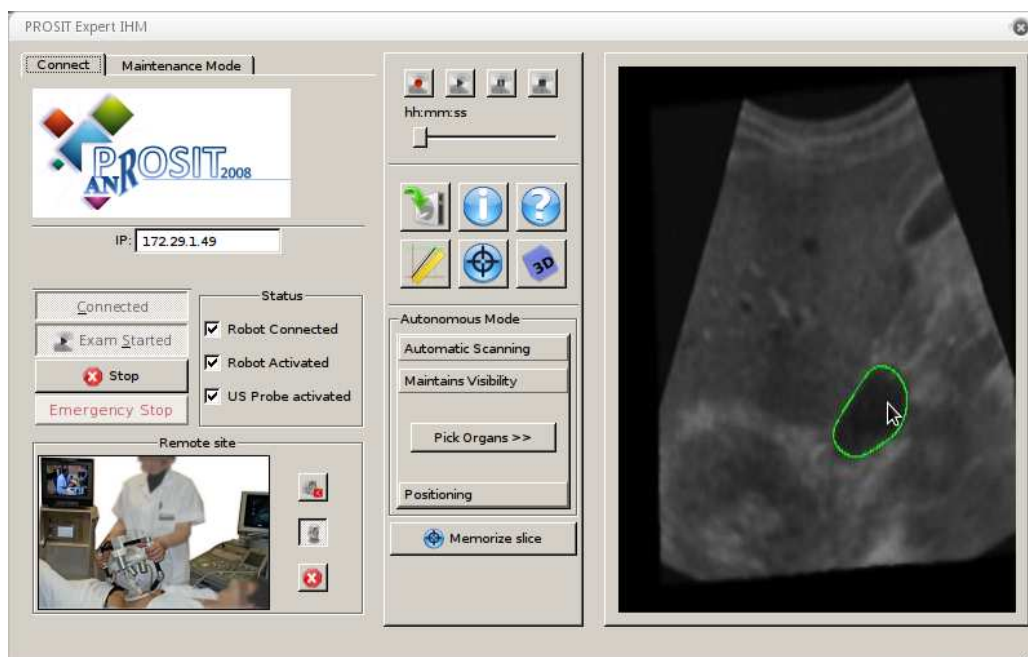 PROSIT Expert IHM
Connect
Maintenance Mode
PROSIT 2008
ANR
IP: 172.29.1.49
Connected
Exam Started
Stop
Emergency Stop
Status
Robot Connected
Robot Activated
US Probe activated
Remote site
hh:mm:ss
3D
Autonomous Mode
Automatic Scanning
Maintains Visibility
Pick Organs >>
Positioning
Memorize slice